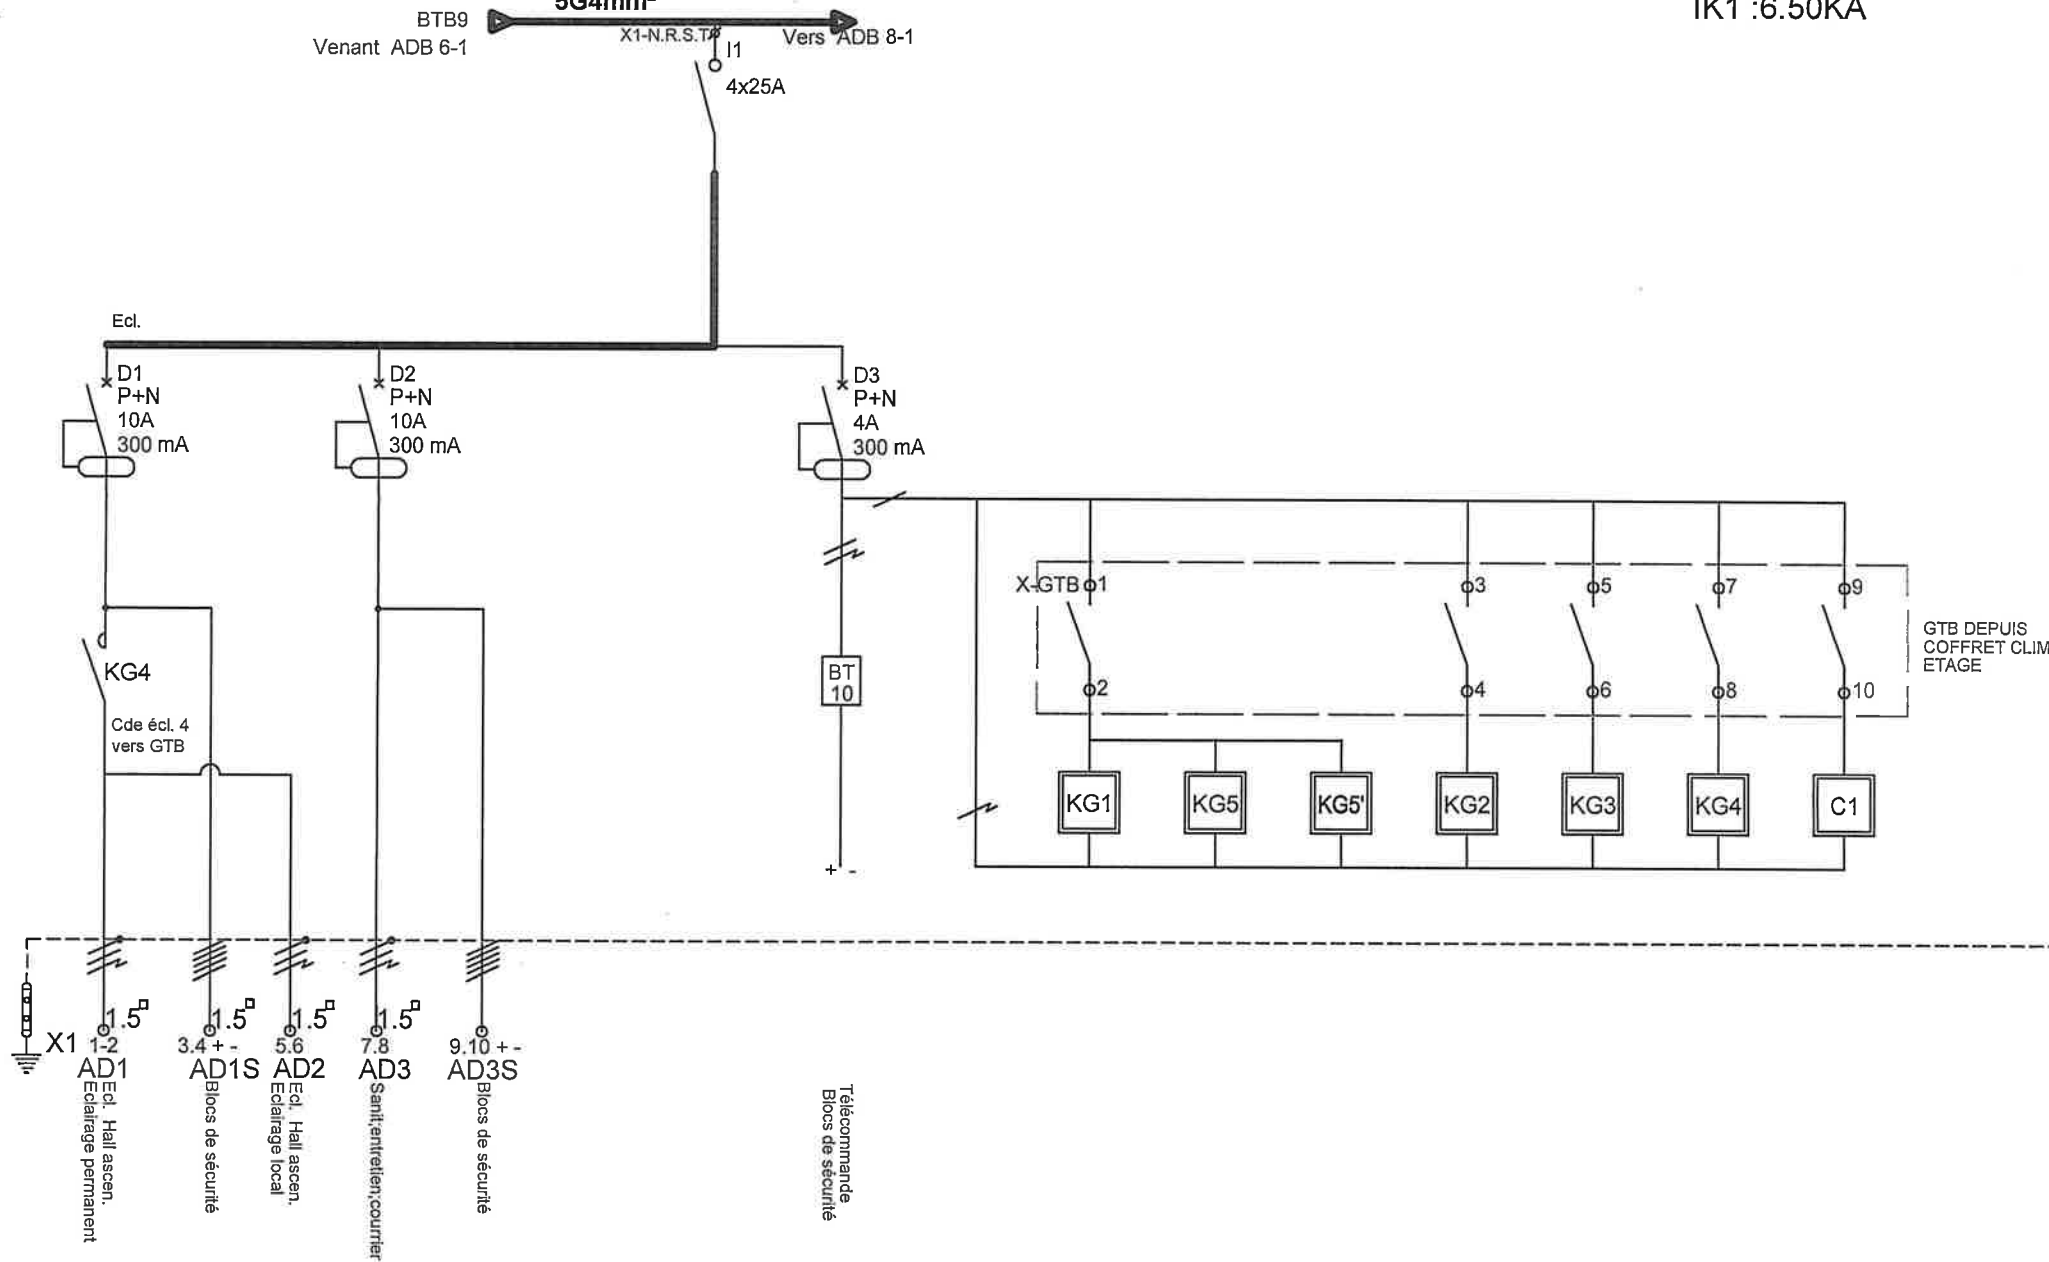 5G4mm²
BTB9
Venant ADB 6-1
X1-N.R.S.T
Vers ADB 8-1
IK1 :6.50KA
I1
4x25A
Ecl.
D1
P+N
10A
300 mA
D2
P+N
10A
300 mA
D3
P+N
4A
300 mA
X-GTB
1
3
5
7
9
2
4
6
8
10
GTB DEPUIS
COFFRET CLIM
ETAGE
KG4
Cde écl. 4
vers GTB
BT
10
KG1
KG5
KG5'
KG2
KG3
KG4
C1
+ -
1.5
1.5
1.5
1.5
X1
1-2
3.4 + -
5.6
7.8
9.10 + -
AD1
AD1S
AD2
AD3
AD3S
Ecl. Hall ascen.
Eclairage permanent
Blocs de sécurité
Ecl. Hall ascen.
Eclairage local
Sanit;entretien;courrier
Blocs de sécurité
Télécommande
Blocs de sécurité